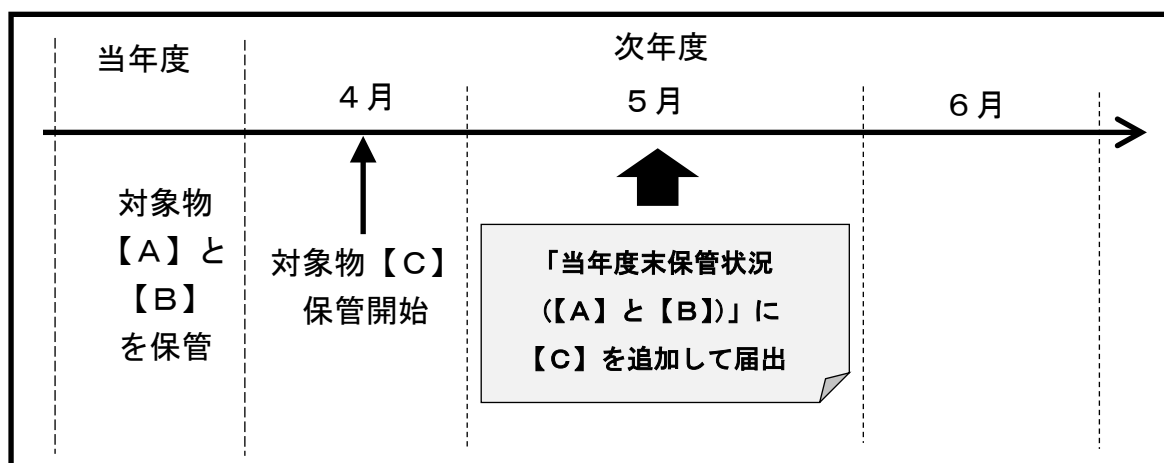 当年度
次年度
4月
5月
6月
対象物
【A】と
【B】
を保管
対象物【C】
保管開始
「当年度末保管状況
(【A】と【B】)」に
【C】を追加して届出